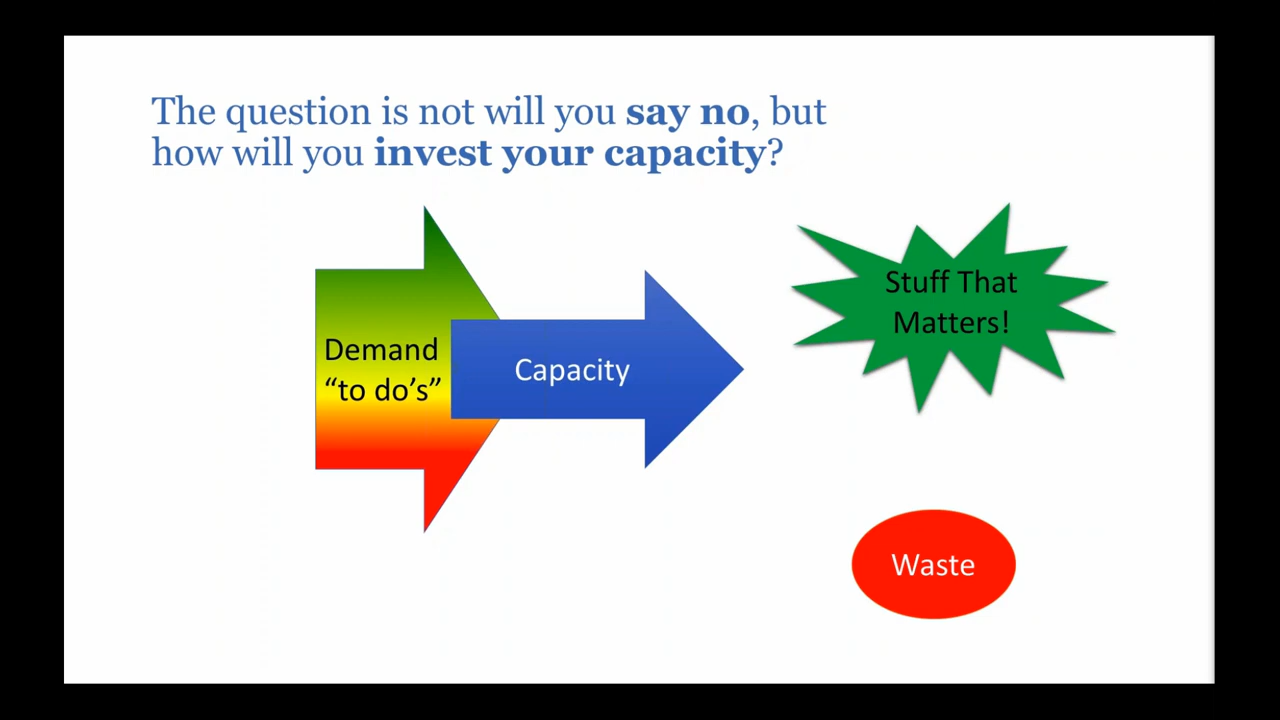 The question is not will you say no, but
how will you invest your capacity?
Demand
“to do’s”
Capacity
Stuff That
Matters!
Waste